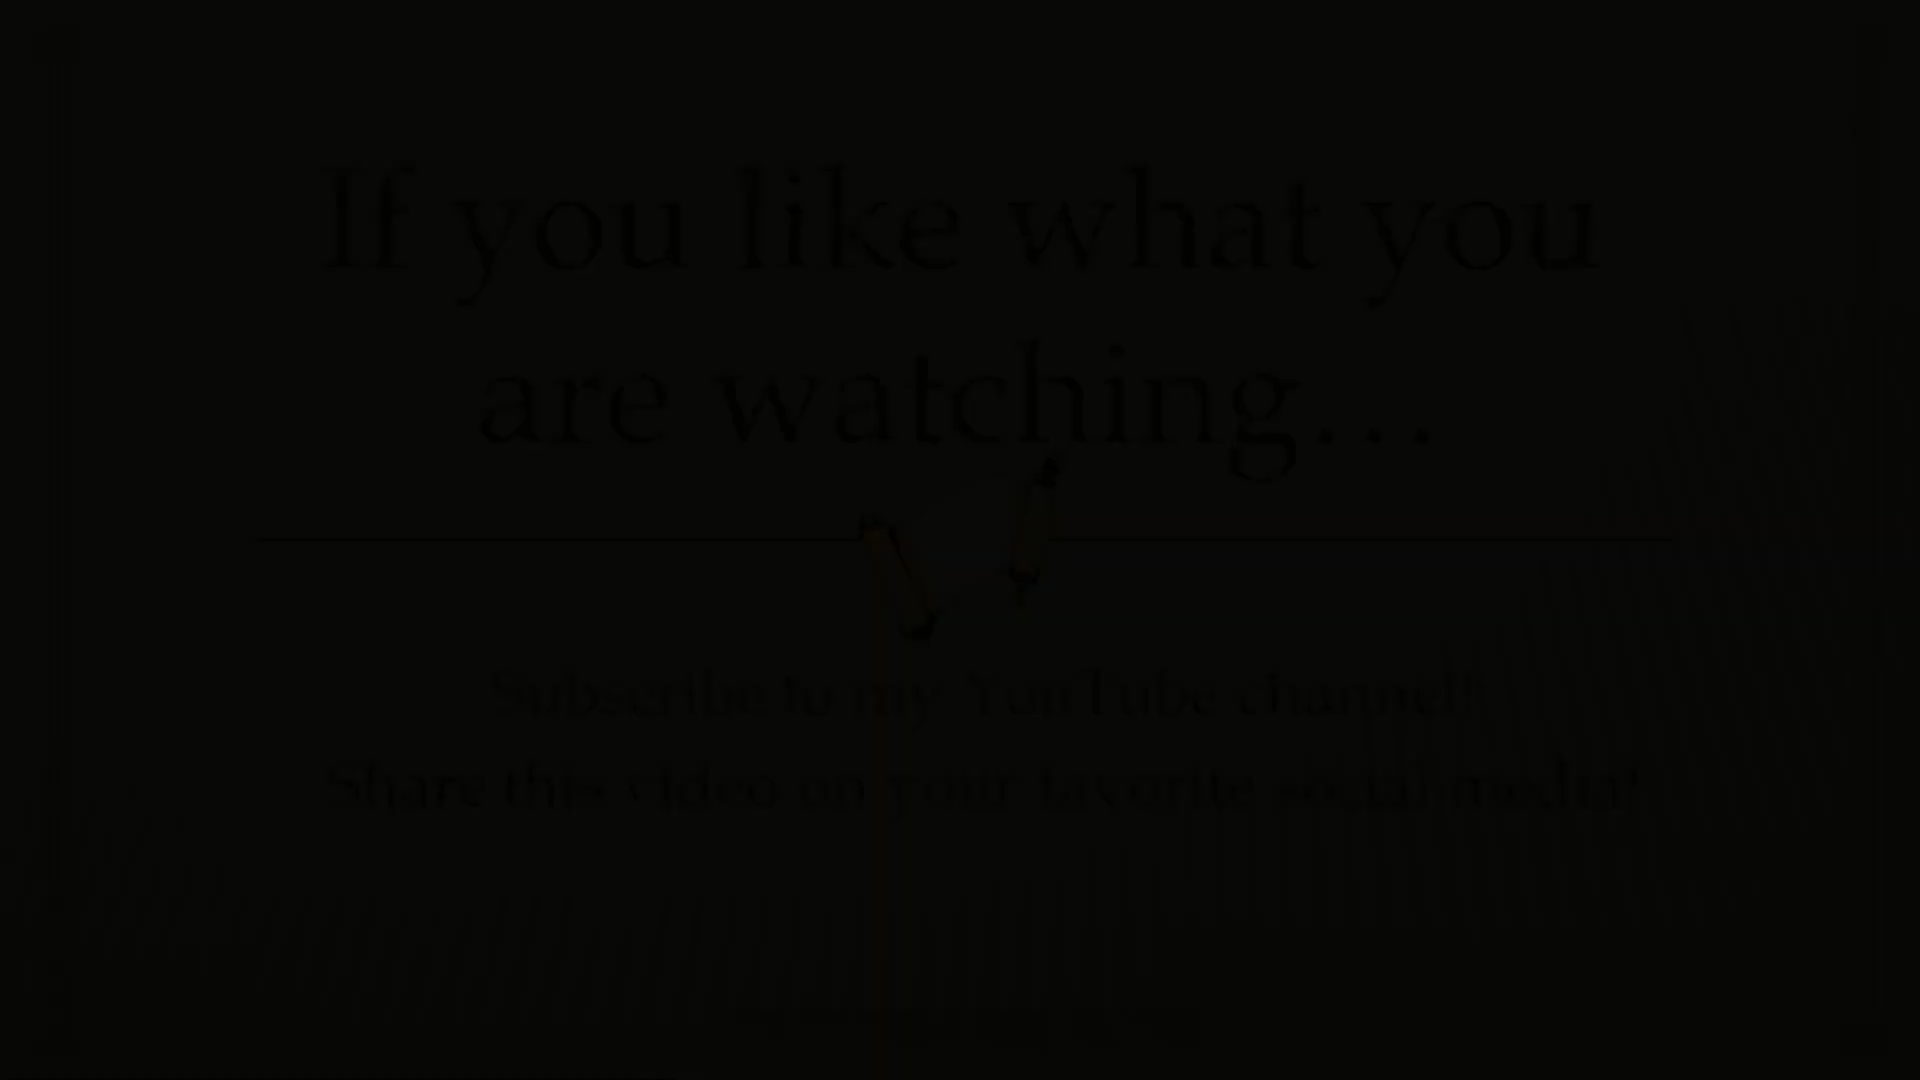 If you like what you
are watching...
Subscribe to my YouTube channel!
Share this video on your favorite social media!